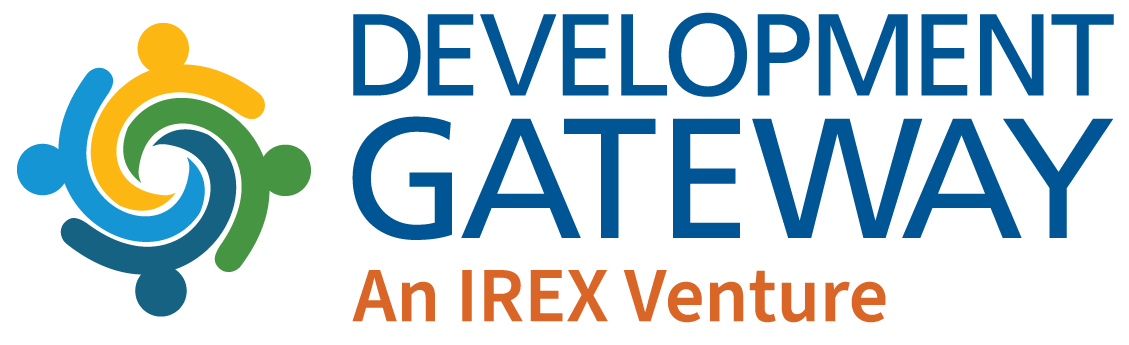 DEVELOPMENT
GATEWAY
An IREX Venture